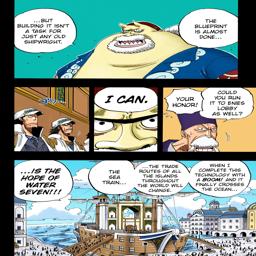 THE
BLUEPRINT
IS ALMOST
DONE...
...BUT
BUILDING IT ISN'T
A TASK FOR
JUST ANY OLD
SHIPWRIGHT.
COULD
YOU RUN
IT TO ENIES
LOBBY
AS WELL?
YOUR
HONOR!
I CAN.
WHEN I
COMPLETE THIS
TECHNOLOGY WITH
A BOOM! AND IT
FINALLY CROSSES
THE OCEAN...
...THE TRADE
ROUTES OF ALL
THE ISLANDS
THROUGHOUT
THE WORLD WILL
CHANGE.
THE
SEA
TRAIN...
...IS THE
HOPE OF
WATER
SEVEN!!!